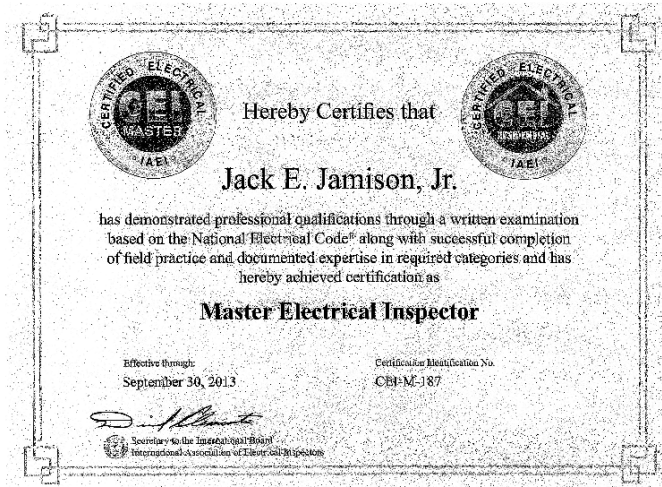 CERTIFIED ELECTRICAL
CEI
MASTER
IAEI
CERTIFIED ELECTRICAL
CEI
IAEI
Hereby Certifies that
Jack E. Jamison, Jr.
has demonstrated professional qualifications through a written examination
based on the National Electrical Code® along with successful completion
of field practice and documented expertise in required categories and has
hereby achieved certification as
Master Electrical Inspector
Effective through:
September 30, 2013
Certification Identification No.
CEI-M-187
Secretary to the International Board
International Association of Electrical Inspectors